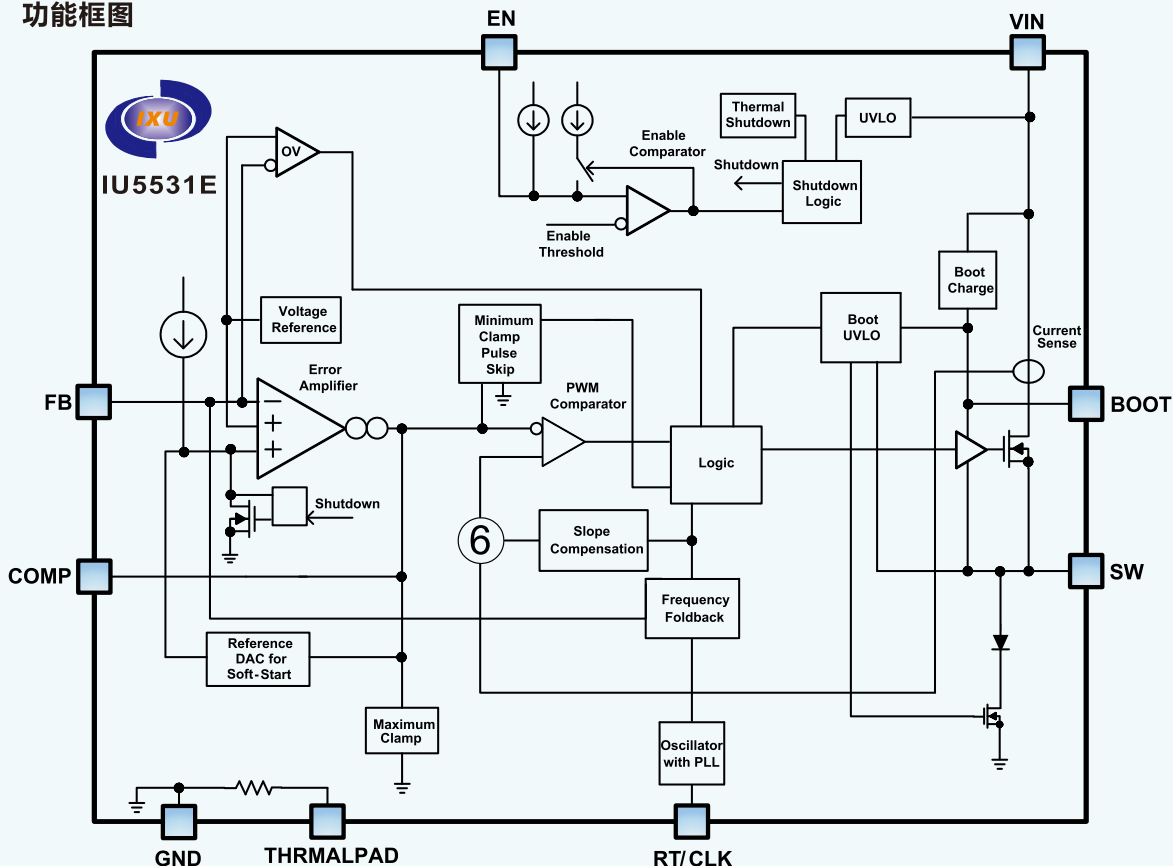 功能框图
EN
VIN
IXU
IU5531E
OV
Thermal
Shutdown
UVLO
Enable
Comparator
Shutdown
Shutdown
Logic
Enable
Threshold
Boot
Charge
Voltage
Reference
Minimum
Clamp
Pulse
Skip
Boot
UVLO
Current
Sense
Error
Amplifier
PWM
Comparator
FB
BOOT
−
+
+
Logic
Shutdown
6
Slope
Compensation
COMP
SW
Frequency
Foldback
Reference
DAC for
Soft-Start
Maximum
Clamp
Oscillator
with PLL
GND
THRMALPAD
RT/CLK